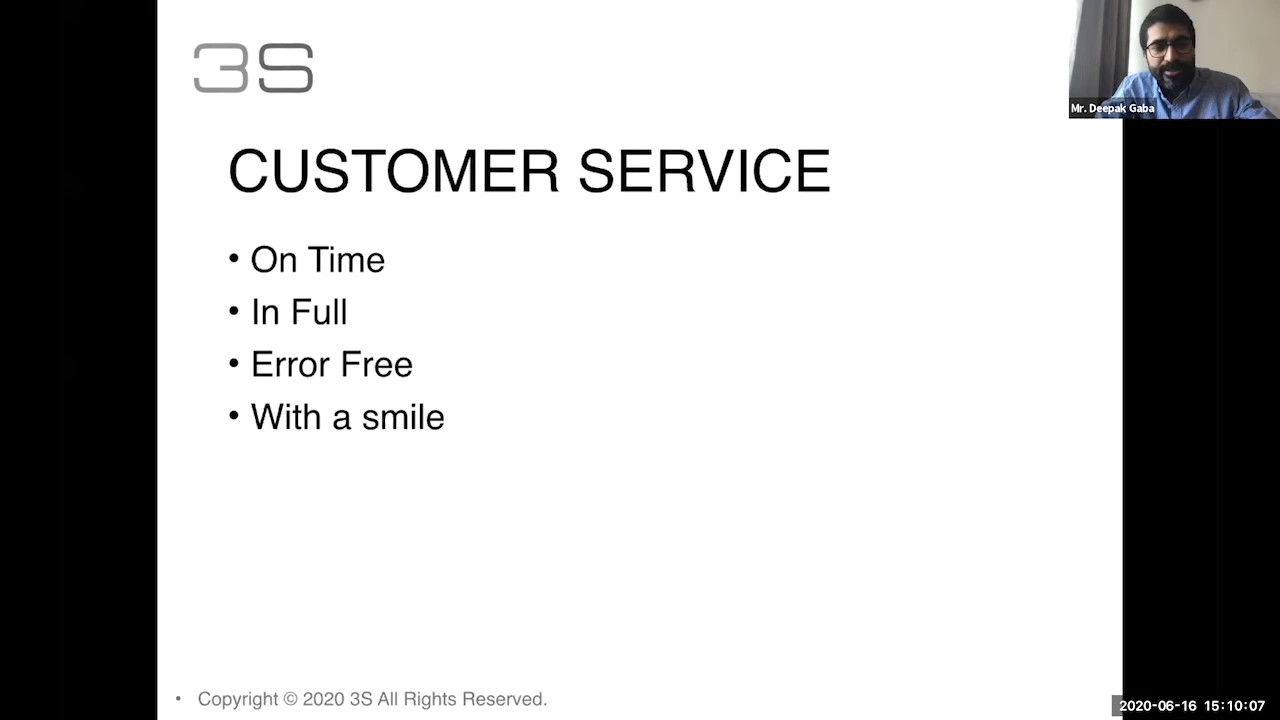 3S
Mr. Deepak Gaba
CUSTOMER SERVICE
• On Time
• In Full
• Error Free
• With a smile
• Copyright © 2020 3S All Rights Reserved.
2020-06-16 15:10:07